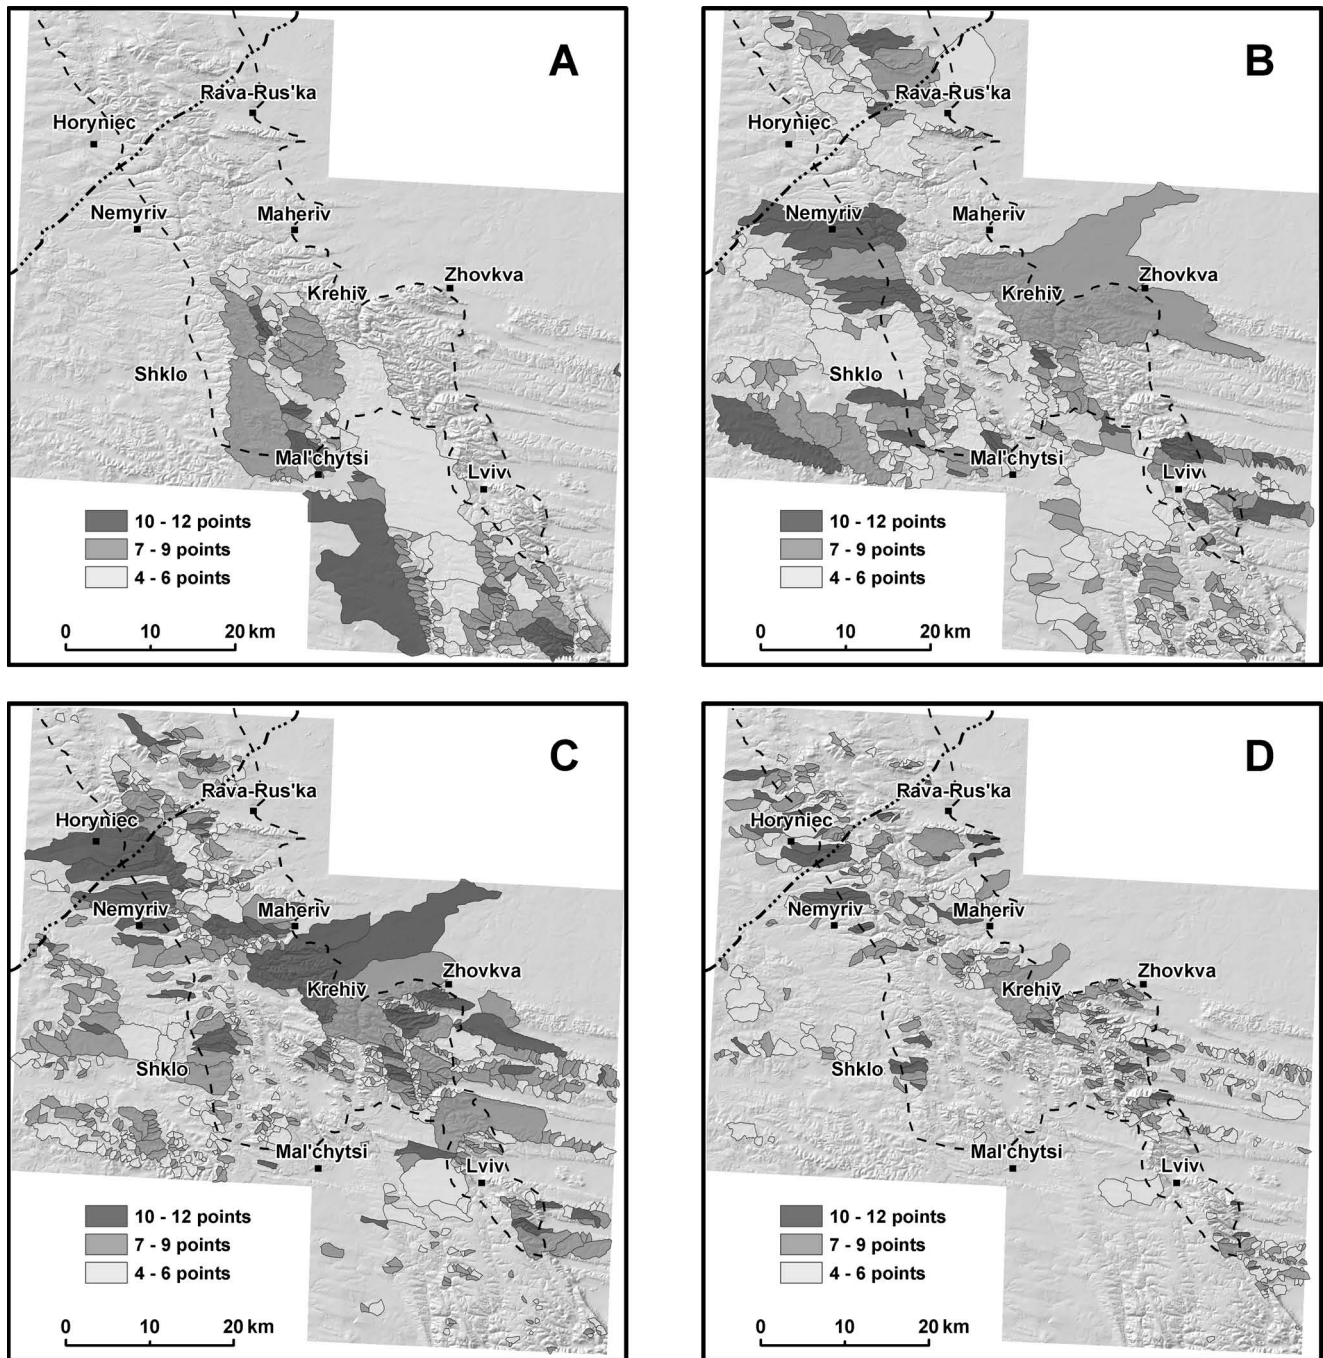 A
Rava-Rus'ka
Horyniec
Nemyriv
Maheriv
Zhovkva
Krehiv
Shklo
Mal'chytsi
Lviv
10 - 12 points
7 - 9 points
4 - 6 points
0 10 20 km
B
Rava-Rus'ka
Horyniec
Nemyriv
Maheriv
Zhovkva
Krehiv
Shklo
Mal'chytsi
Lviv
10 - 12 points
7 - 9 points
4 - 6 points
0 10 20 km
C
Rava-Rus'ka
Horyniec
Nemyriv
Maheriv
Zhovkva
Krehiv
Shklo
Mal'chytsi
Lviv
10 - 12 points
7 - 9 points
4 - 6 points
0 10 20 km
D
Rava-Rus'ka
Horyniec
Nemyriv
Maheriv
Zhovkva
Krehiv
Shklo
Mal'chytsi
Lviv
10 - 12 points
7 - 9 points
4 - 6 points
0 10 20 km